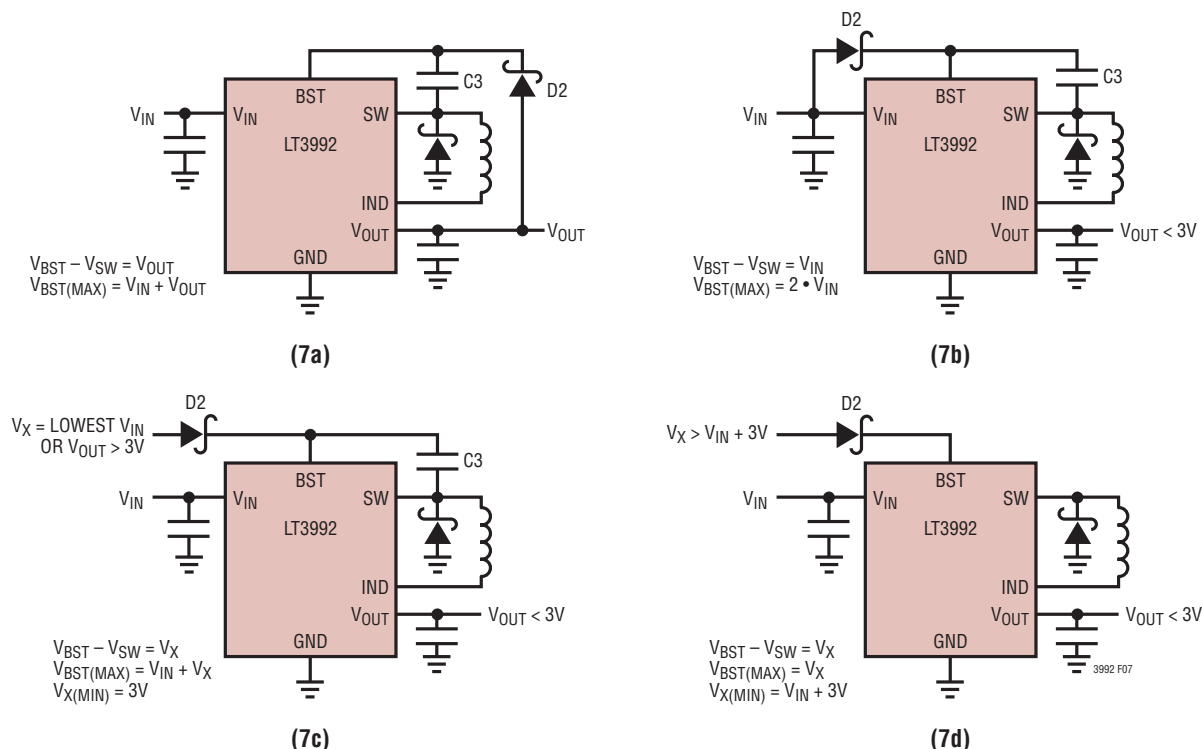 D2
C3
BST
V_IN
V_IN
SW
LT3992
IND
V_OUT
V_OUT
GND
V_BST – V_SW = V_OUT
V_BST(MAX) = V_IN + V_OUT
(7a)
D2
C3
BST
V_IN
V_IN
SW
LT3992
IND
V_OUT
V_OUT < 3V
GND
V_BST – V_SW = V_IN
V_BST(MAX) = 2 • V_IN
(7b)
D2
V_X = LOWEST V_IN
OR V_OUT > 3V
C3
BST
V_IN
V_IN
SW
LT3992
IND
V_OUT
V_OUT < 3V
GND
V_BST – V_SW = V_X
V_BST(MAX) = V_IN + V_X
V_X(MIN) = 3V
(7c)
D2
V_X > V_IN + 3V
BST
V_IN
V_IN
SW
LT3992
IND
V_OUT
V_OUT < 3V
GND
V_BST – V_SW = V_X
V_BST(MAX) = V_X
V_X(MIN) = V_IN + 3V
3992 F07
(7d)